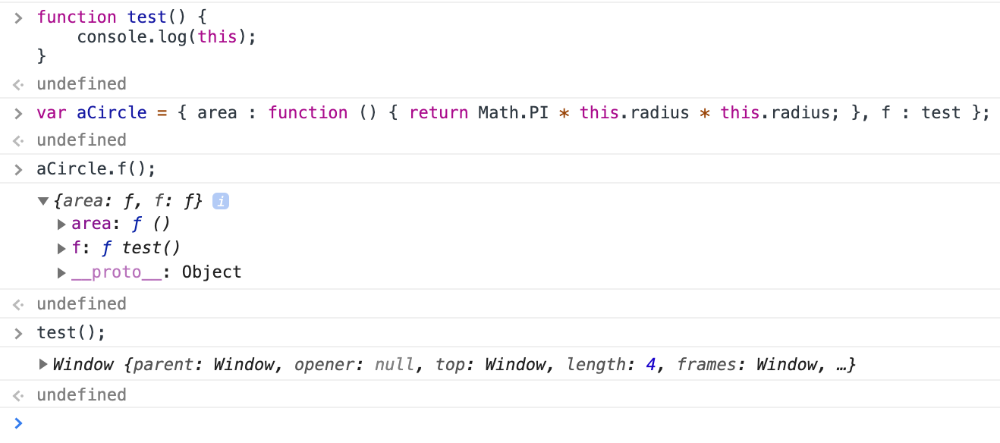 > function test() {
console.log(this);
}
undefined
> var aCircle = { area : function () { return Math.PI * this.radius * this.radius; }, f : test };
undefined
> aCircle.f();
▼{area: ƒ, f: ƒ} i
▶area: ƒ ()
▶f: ƒ test()
▶__proto__: Object
undefined
> test();
▶Window {parent: Window, opener: null, top: Window, length: 4, frames: Window, …}
undefined
>